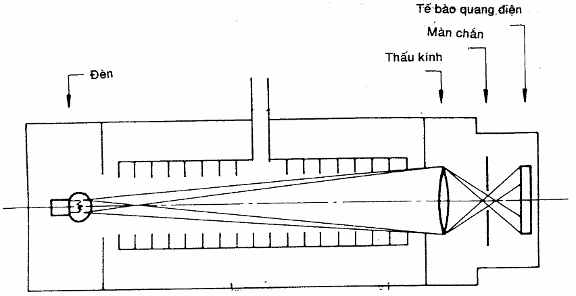 Tế bào quang điện
Màn chắn
Thấu kính
Đèn